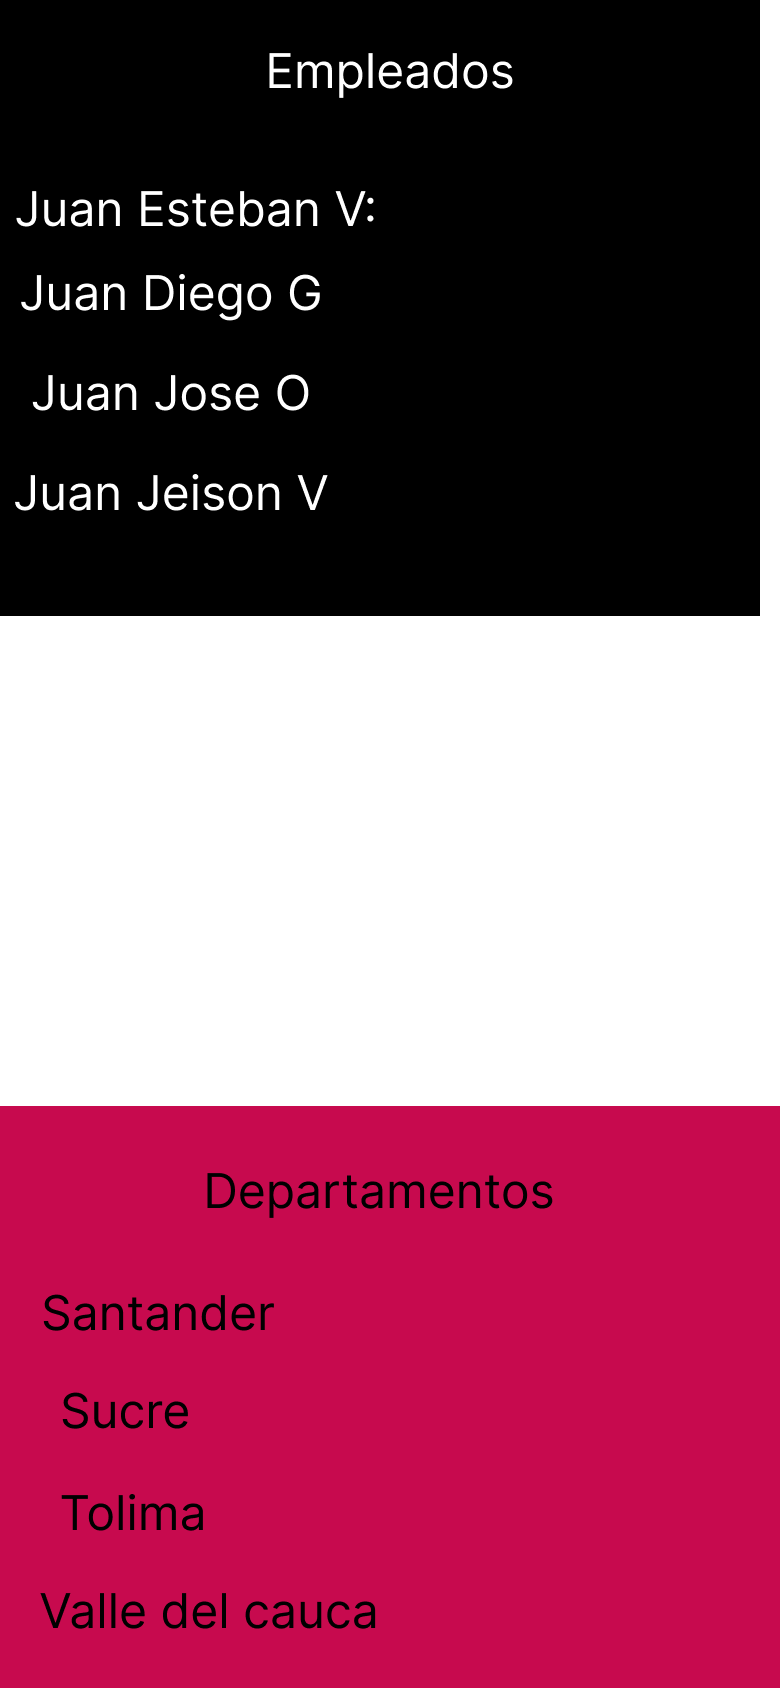 Empleados
Juan Esteban V:
Juan Diego G
Juan Jose O
Juan Jeison V
Departamentos
Santander
Sucre
Tolima
Valle del cauca